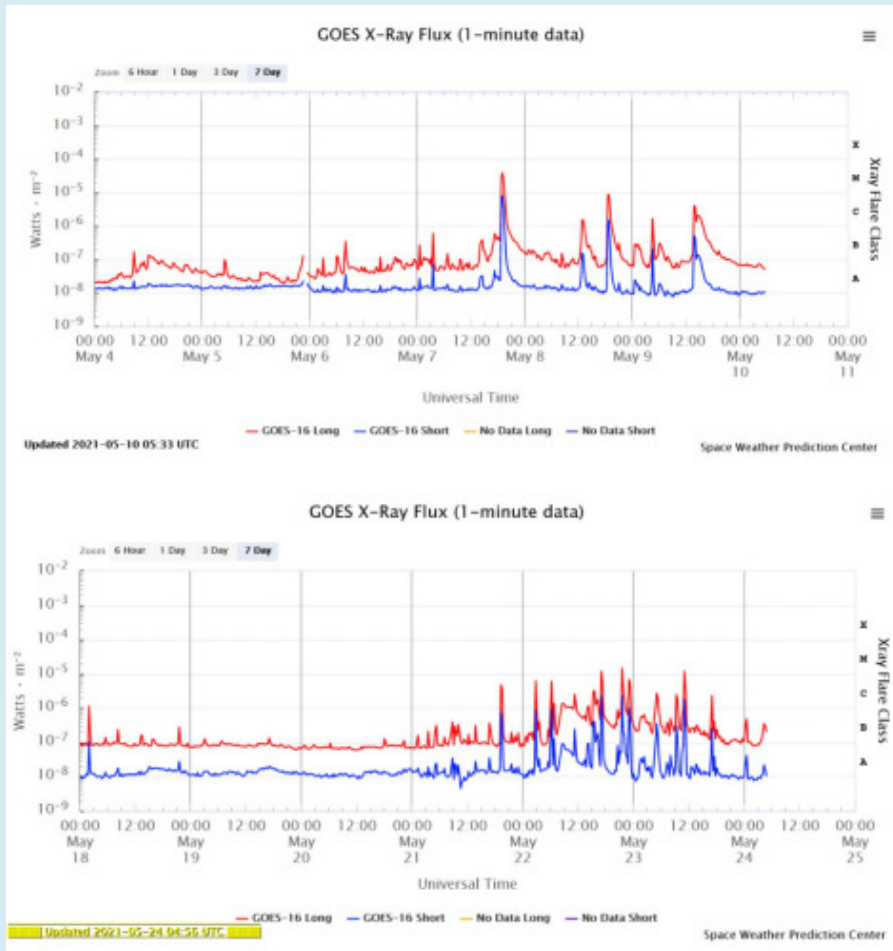 GOES X-Ray Flux (1-minute data)
Zoom 6 Hour 1 Day 3 Day 7 Day
10⁻²
10⁻³
10⁻⁴
10⁻⁵
10⁻⁶
10⁻⁷
10⁻⁸
10⁻⁹
Watts · m⁻²
X
M
C
B
A
Xray Flare Class
00:00 12:00 00:00 12:00 00:00 12:00 00:00 12:00 00:00 12:00 00:00 12:00 00:00 12:00 00:00
May 4 May 5 May 6 May 7 May 8 May 9 May May
10 11
Universal Time
GOES-16 Long GOES-16 Short No Data Long No Data Short
Updated 2021-05-10 05:33 UTC
Space Weather Prediction Center
GOES X-Ray Flux (1-minute data)
Zoom 6 Hour 1 Day 3 Day 7 Day
10⁻²
10⁻³
10⁻⁴
10⁻⁵
10⁻⁶
10⁻⁷
10⁻⁸
10⁻⁹
Watts · m⁻²
X
M
C
B
A
Xray Flare Class
00:00 12:00 00:00 12:00 00:00 12:00 00:00 12:00 00:00 12:00 00:00 12:00 00:00 12:00 00:00
May May May May May May May May
18 19 20 21 22 23 24 25
Universal Time
GOES-16 Long GOES-16 Short No Data Long No Data Short
Updated 2021-05-24 04:56 UTC
Space Weather Prediction Center